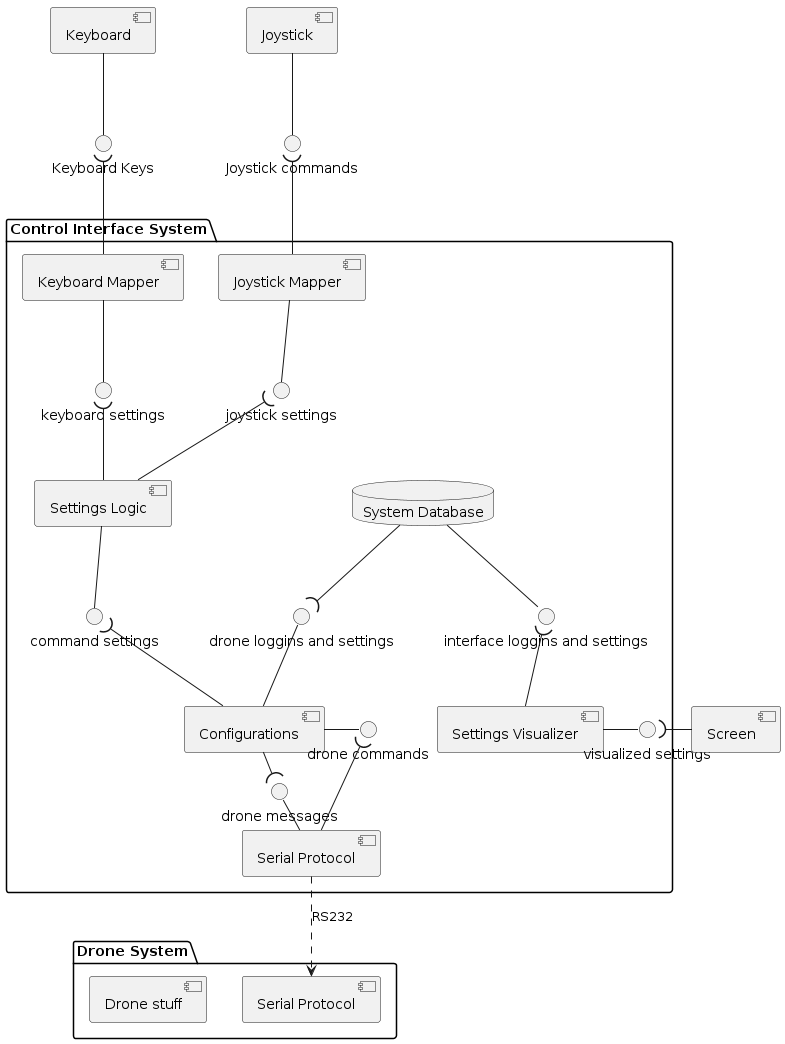 Keyboard
Joystick
Keyboard Keys
Joystick commands
Control Interface System
Keyboard Mapper
Joystick Mapper
keyboard settings
joystick settings
Settings Logic
System Database
command settings
drone loggins and settings
interface loggins and settings
Configurations
Settings Visualizer
Screen
drone commands
visualized settings
drone messages
Serial Protocol
RS232
Drone System
Drone stuff
Serial Protocol